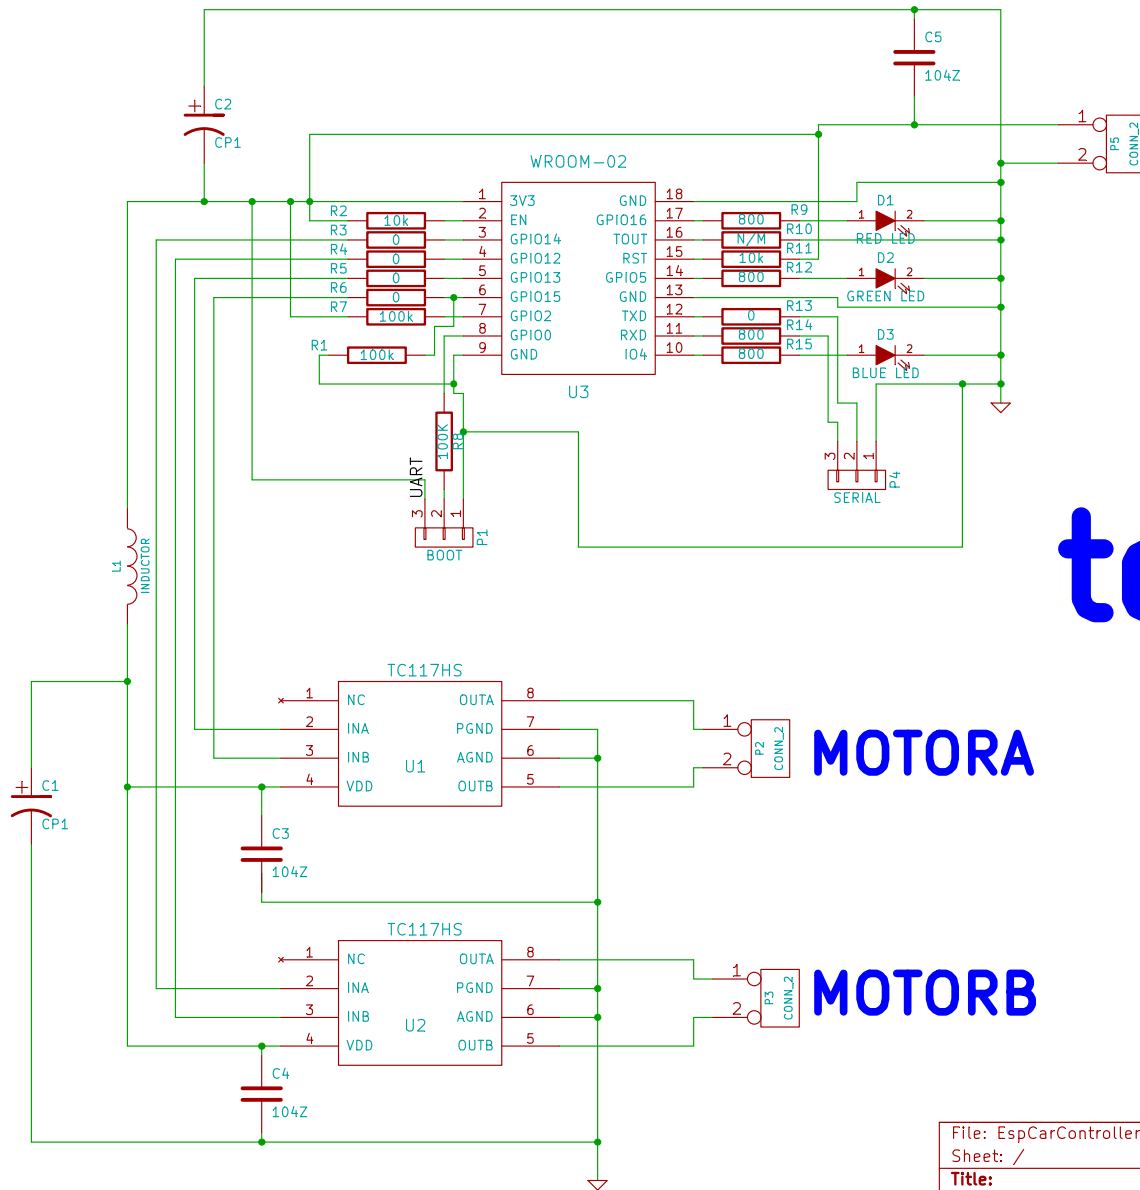 C5
104Z
C2
CP1
1
2
P5
CONN_2
WROOM-02
1 3V3 GND 18
R2 10k 2 EN GPIO16 17 800 R9 D1 1 2 RED LED
R3 0 3 GPIO14 TOUT 16 N/M R10
R4 0 4 GPIO12 RST 15 10k R11
R5 0 5 GPIO13 GPIO5 14 800 R12 D2 1 2 GREEN LED
R6 0 6 GPIO15 GND 13
R7 100k 7 GPIO2 TXD 12 0 R13
8 GPIO0 RXD 11 800 R14
R1 100k 9 GND IO4 10 800 R15 D3 1 2 BLUE LED
U3
100K R8
UART
3 2 1 P1
BOOT
3 2 1 P4
SERIAL
L1
INDUCTOR
TC117HS
1 NC OUTA 8
2 INA PGND 7
3 INB AGND 6
4 VDD OUTB 5
U1
1
2
P2
CONN_2
MOTORA
C1
CP1
C3
104Z
TC117HS
1 NC OUTA 8
2 INA PGND 7
3 INB AGND 6
4 VDD OUTB 5
U2
1
2
P3
CONN_2
MOTORB
C4
104Z
File: EspCarController
Sheet: /
Title: